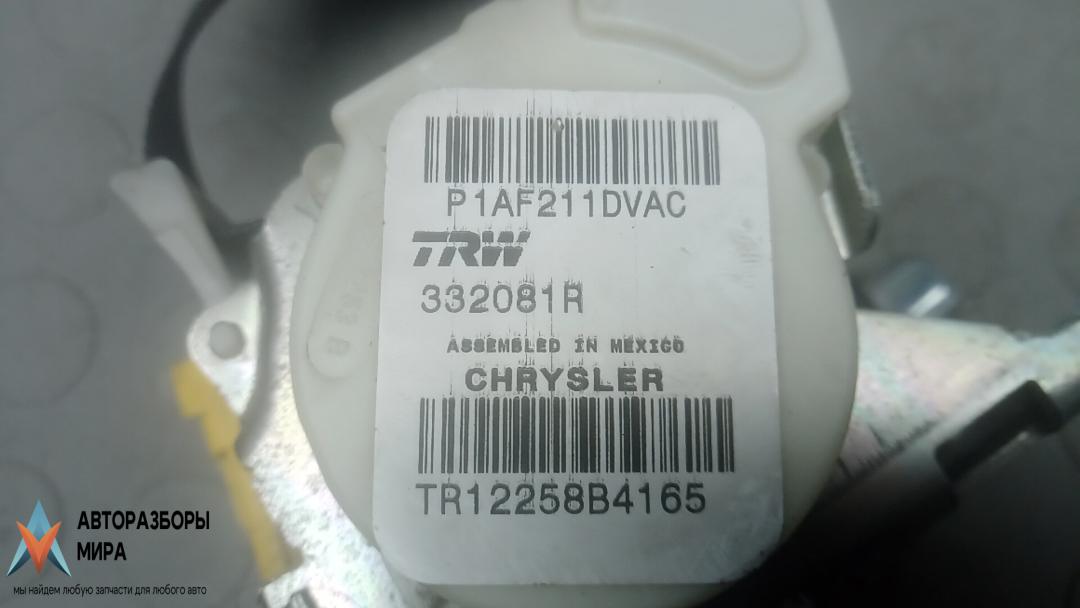 P1AF211DVAC
TRW
332081R
ASSEMBLED IN MEXICO
CHRYSLER
TR12258B4165
АВТОРАЗБОРЫ
МИРА
мы найдем любую запчасти для любого авто